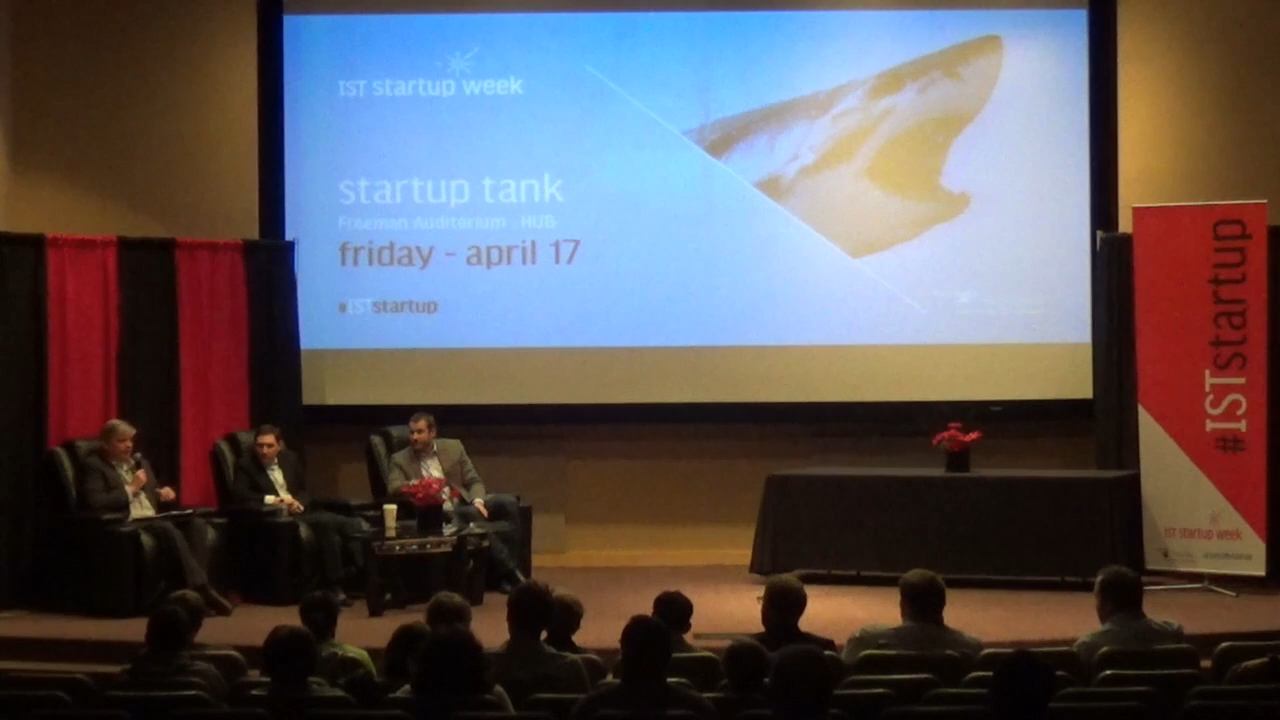 IST startup week
startup tank
Freeman Auditorium - HUB
friday - april 17
#ISTstartup
#ISTstartup
IST startup week